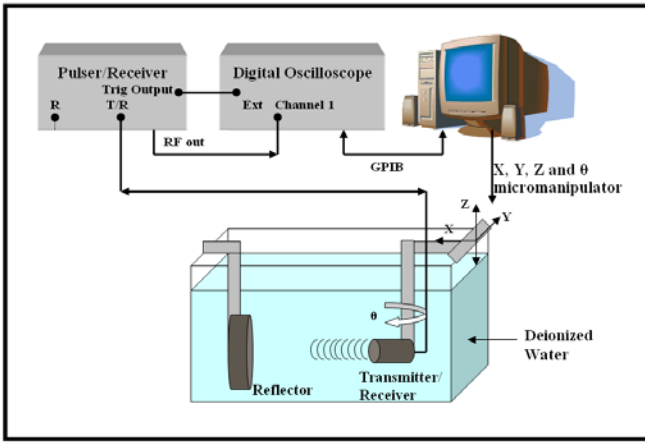 Pulser/Receiver
Trig Output
R
T/R
Digital Oscilloscope
Ext
Channel 1
RF out
GPIB
X, Y, Z and θ
micromanipulator
Z
Y
X
θ
Reflector
Transmitter/
Receiver
Deionized
Water